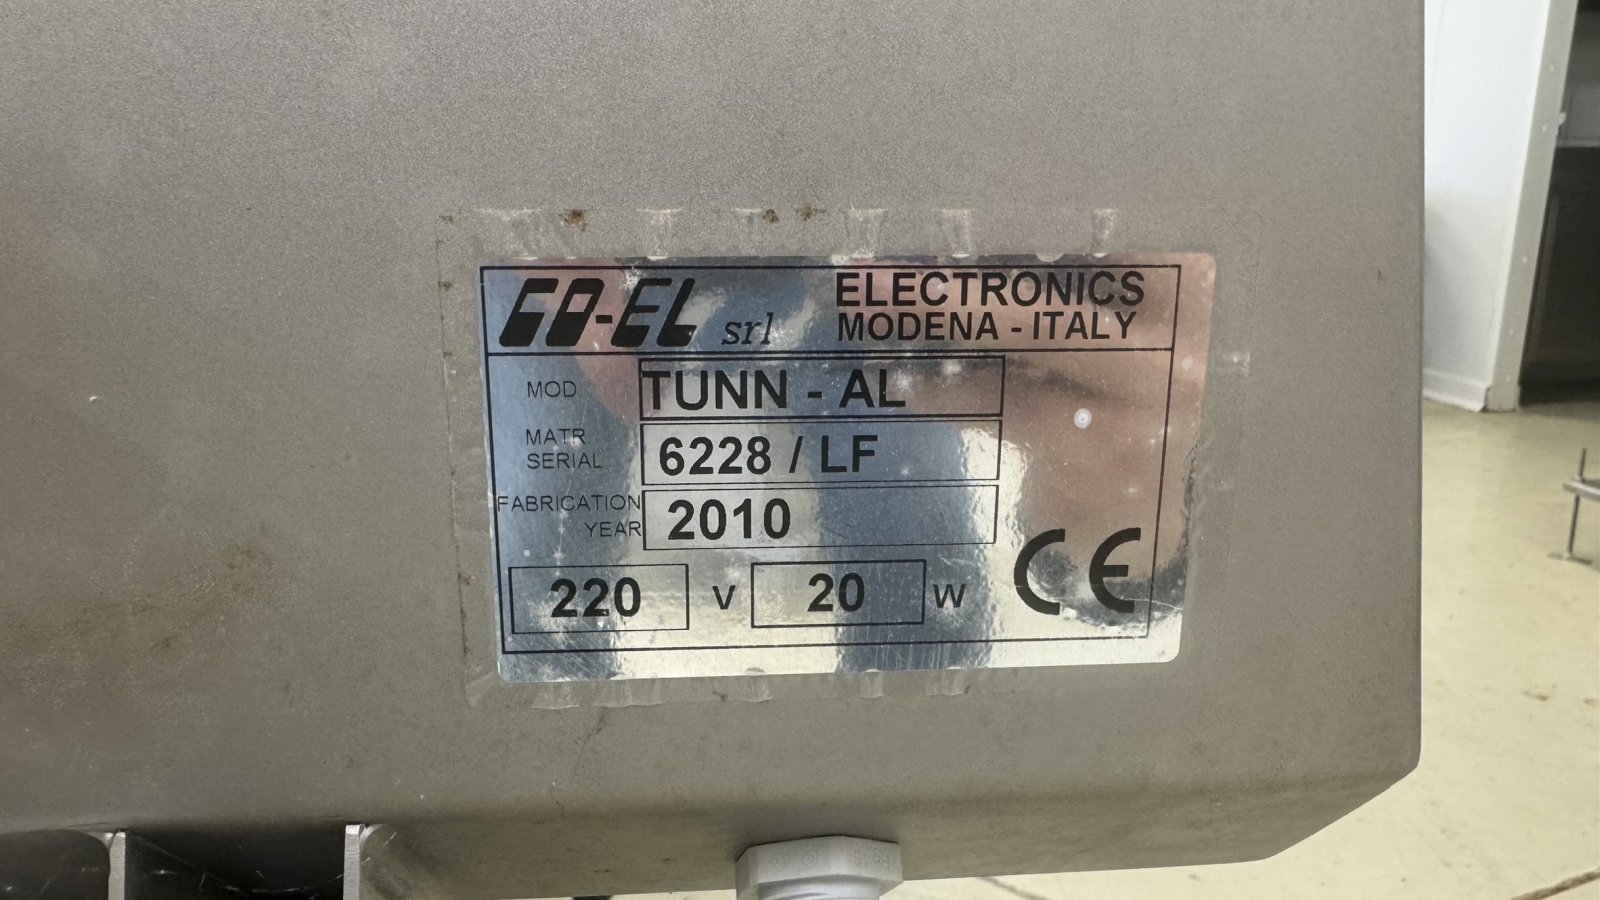 CO-EL srl
ELECTRONICS
MODENA - ITALY
MOD TUNN - AL
MATR.
SERIAL 6228 / LF
FABRICATION
YEAR 2010
220 V 20 W
CE